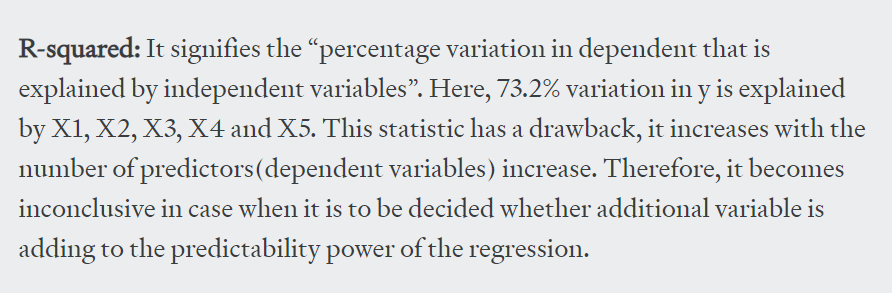 R-squared: It signifies the “percentage variation in dependent that is
explained by independent variables”. Here, 73.2% variation in y is explained
by X1, X2, X3, X4 and X5. This statistic has a drawback, it increases with the
number of predictors(dependent variables) increase. Therefore, it becomes
inconclusive in case when it is to be decided whether additional variable is
adding to the predictability power of the regression.